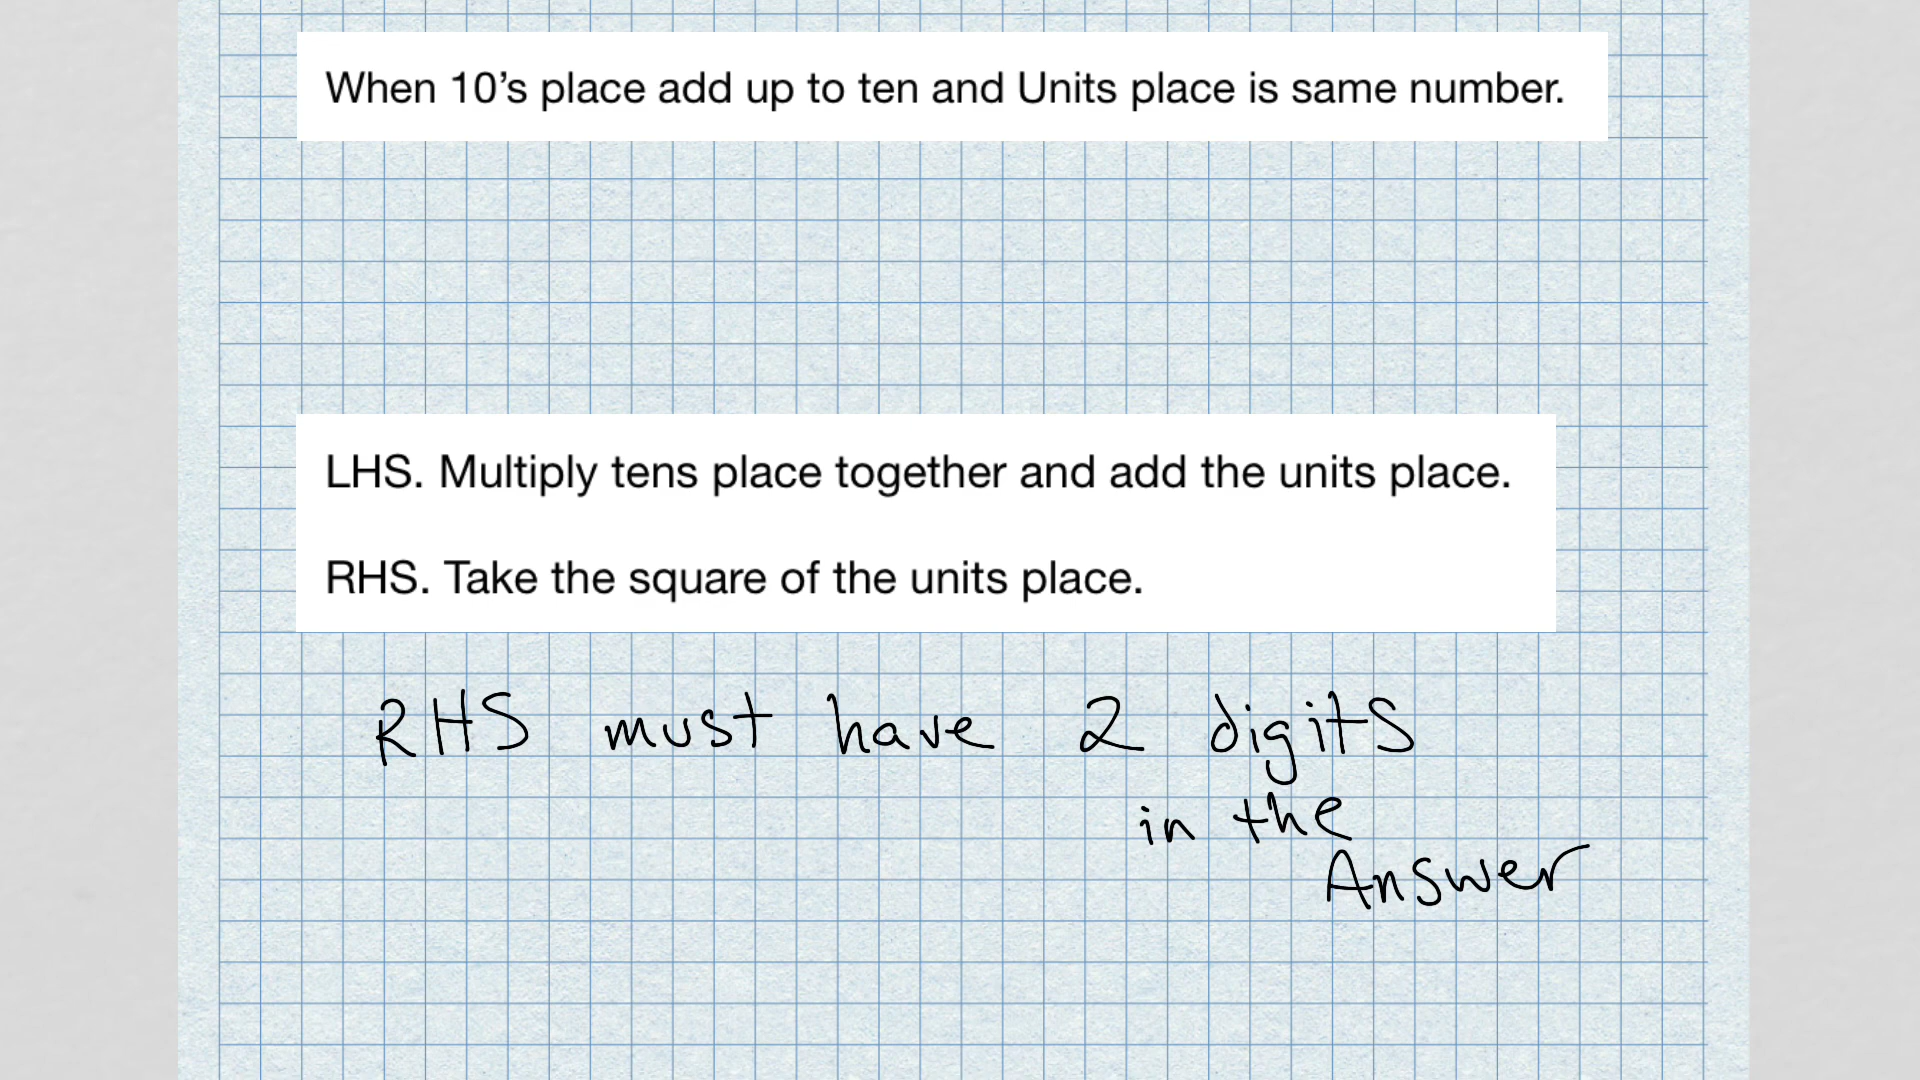 When 10’s place add up to ten and Units place is same number.
LHS. Multiply tens place together and add the units place.
RHS. Take the square of the units place.
RHS must have 2 digits
in the
Answer